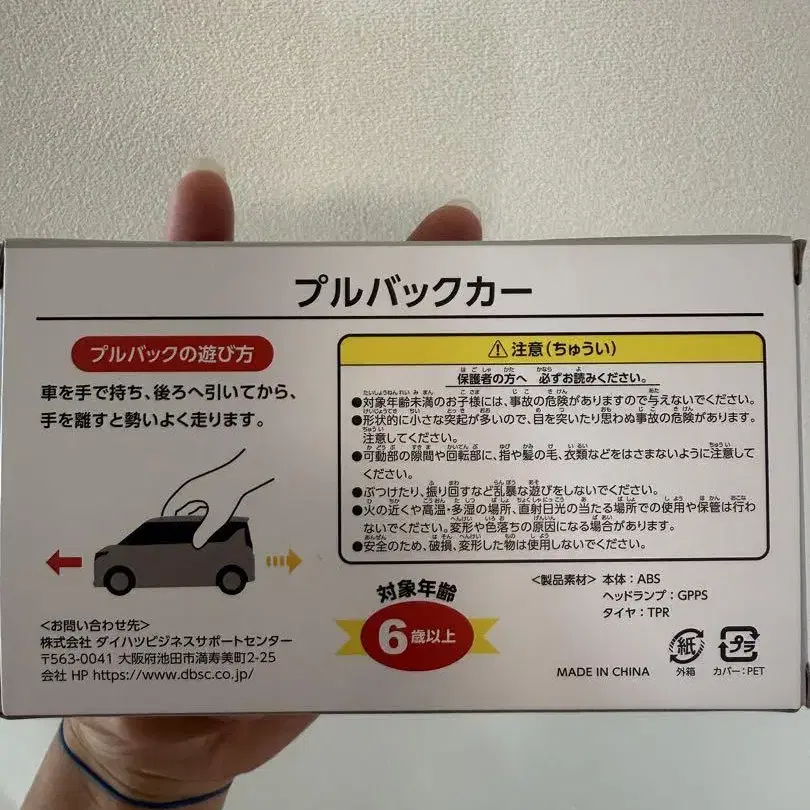 プルバックカー
プルバックの遊び方
車を手で持ち、後ろへ引いてから、
手を離すと勢いよく走ります。
<お問い合わせ先>
株式会社 ダイハツビジネスサポートセンター
〒563-0041 大阪府池田市満寿美町2-25
会社 HP https://www.dbsc.co.jp/
注意(ちゅうい)
保護者の方へ 必ずお読みください。
●対象年齢未満のお子様には、事故の危険がありますので与えないでください。
●形状的に小さな突起が多いので、目を突いたり思わぬ事故の危険があります。
注意してください。
●可動部の隙間や回転部に、指や髪の毛、衣類などをはさまないように注意して
ください。
●ぶつけたり、振り回すなど乱暴な遊びをしないでください。
●火の近くや高温・多湿の場所、直射日光の当たる場所での使用や保管は行わ
ないでください。変形や色落ちの原因になる場合があります。
●安全のため、破損、変形した物は使用しないでください。
対象年齢
6歳以上
<製品素材> 本体:ABS
ヘッドランプ:GPPS
タイヤ:TPR
MADE IN CHINA
紙
外箱
プラ
カバー:PET